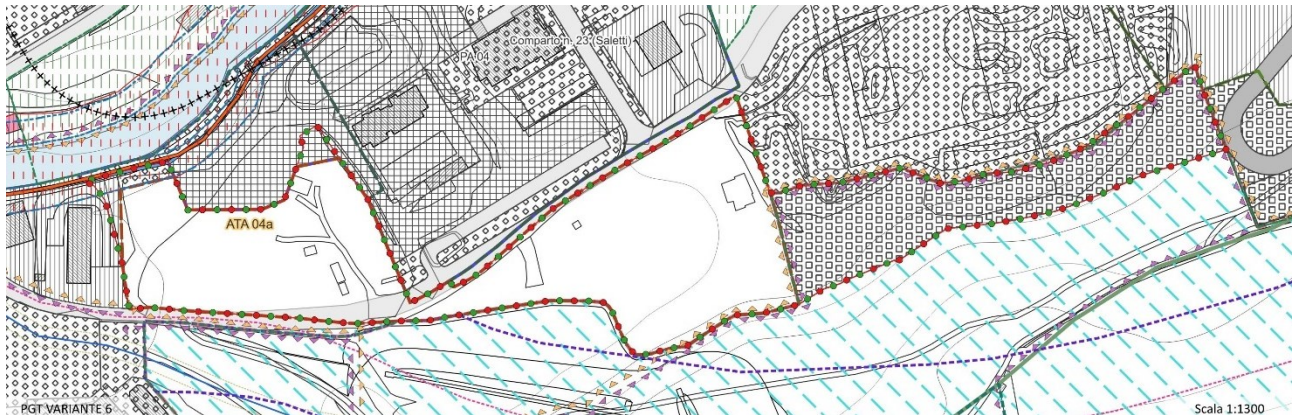 Comparto n. 23 (Saletti)
PA 04
ATA 04a
PGT VARIANTE 6
Scala 1:1300